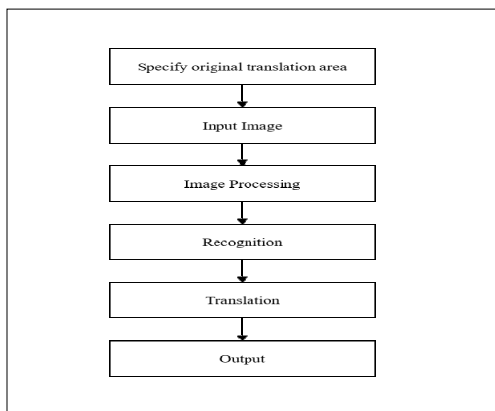 Specify original translation area
Input Image
Image Processing
Recognition
Translation
Output